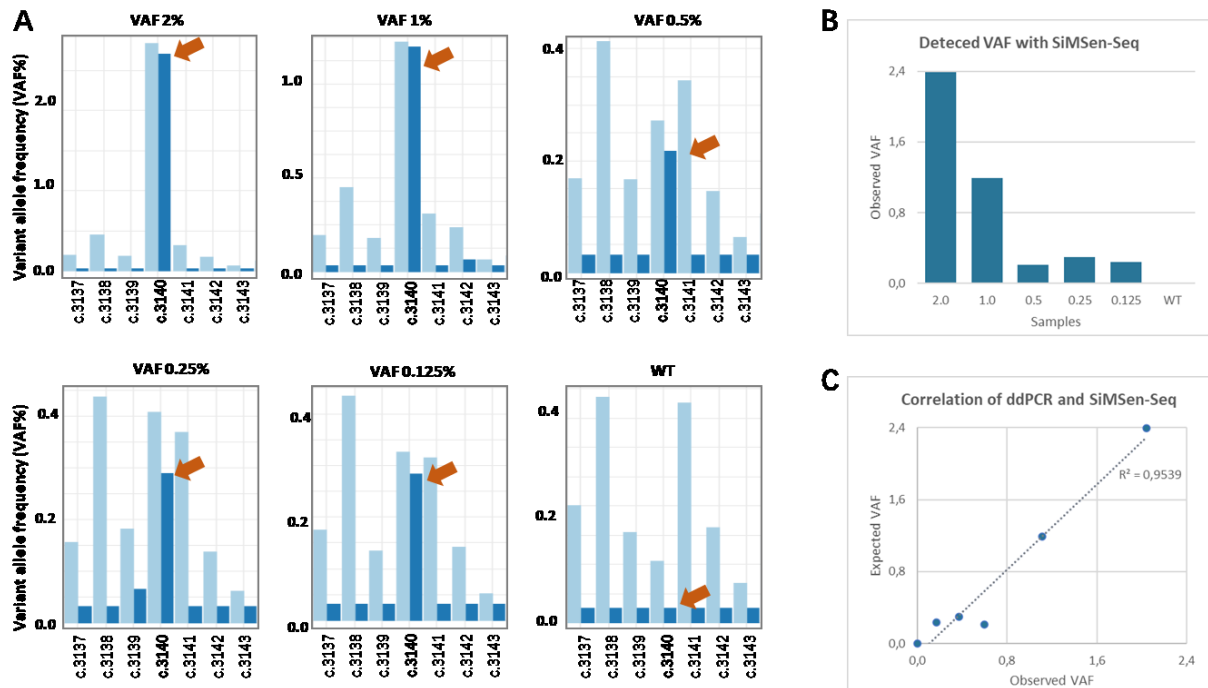 A
VAF 2%
VAF 1%
VAF 0.5%
Variant allele frequency (VAF%)
2.0
1.0
0.0
1.0
0.5
0.0
0.4
0.2
0.0
c.3137
c.3138
c.3139
c.3140
c.3141
c.3142
c.3143
c.3137
c.3138
c.3139
c.3140
c.3141
c.3142
c.3143
c.3137
c.3138
c.3139
c.3140
c.3141
c.3142
c.3143
VAF 0.25%
VAF 0.125%
WT
Variant allele frequency (VAF%)
0.4
0.2
0.0
0.4
0.2
0.0
0.4
0.2
0.0
c.3137
c.3138
c.3139
c.3140
c.3141
c.3142
c.3143
c.3137
c.3138
c.3139
c.3140
c.3141
c.3142
c.3143
c.3137
c.3138
c.3139
c.3140
c.3141
c.3142
c.3143
B
Deteced VAF with SiMSen-Seq
Observed VAF
2,4
1,6
0,8
0,0
2.0 1.0 0.5 0.25 0.125 WT
Samples
C
Correlation of ddPCR and SiMSen-Seq
Expected VAF
2,4
1,6
0,8
0,0
R² = 0,9539
0,0 0,8 1,6 2,4
Observed VAF